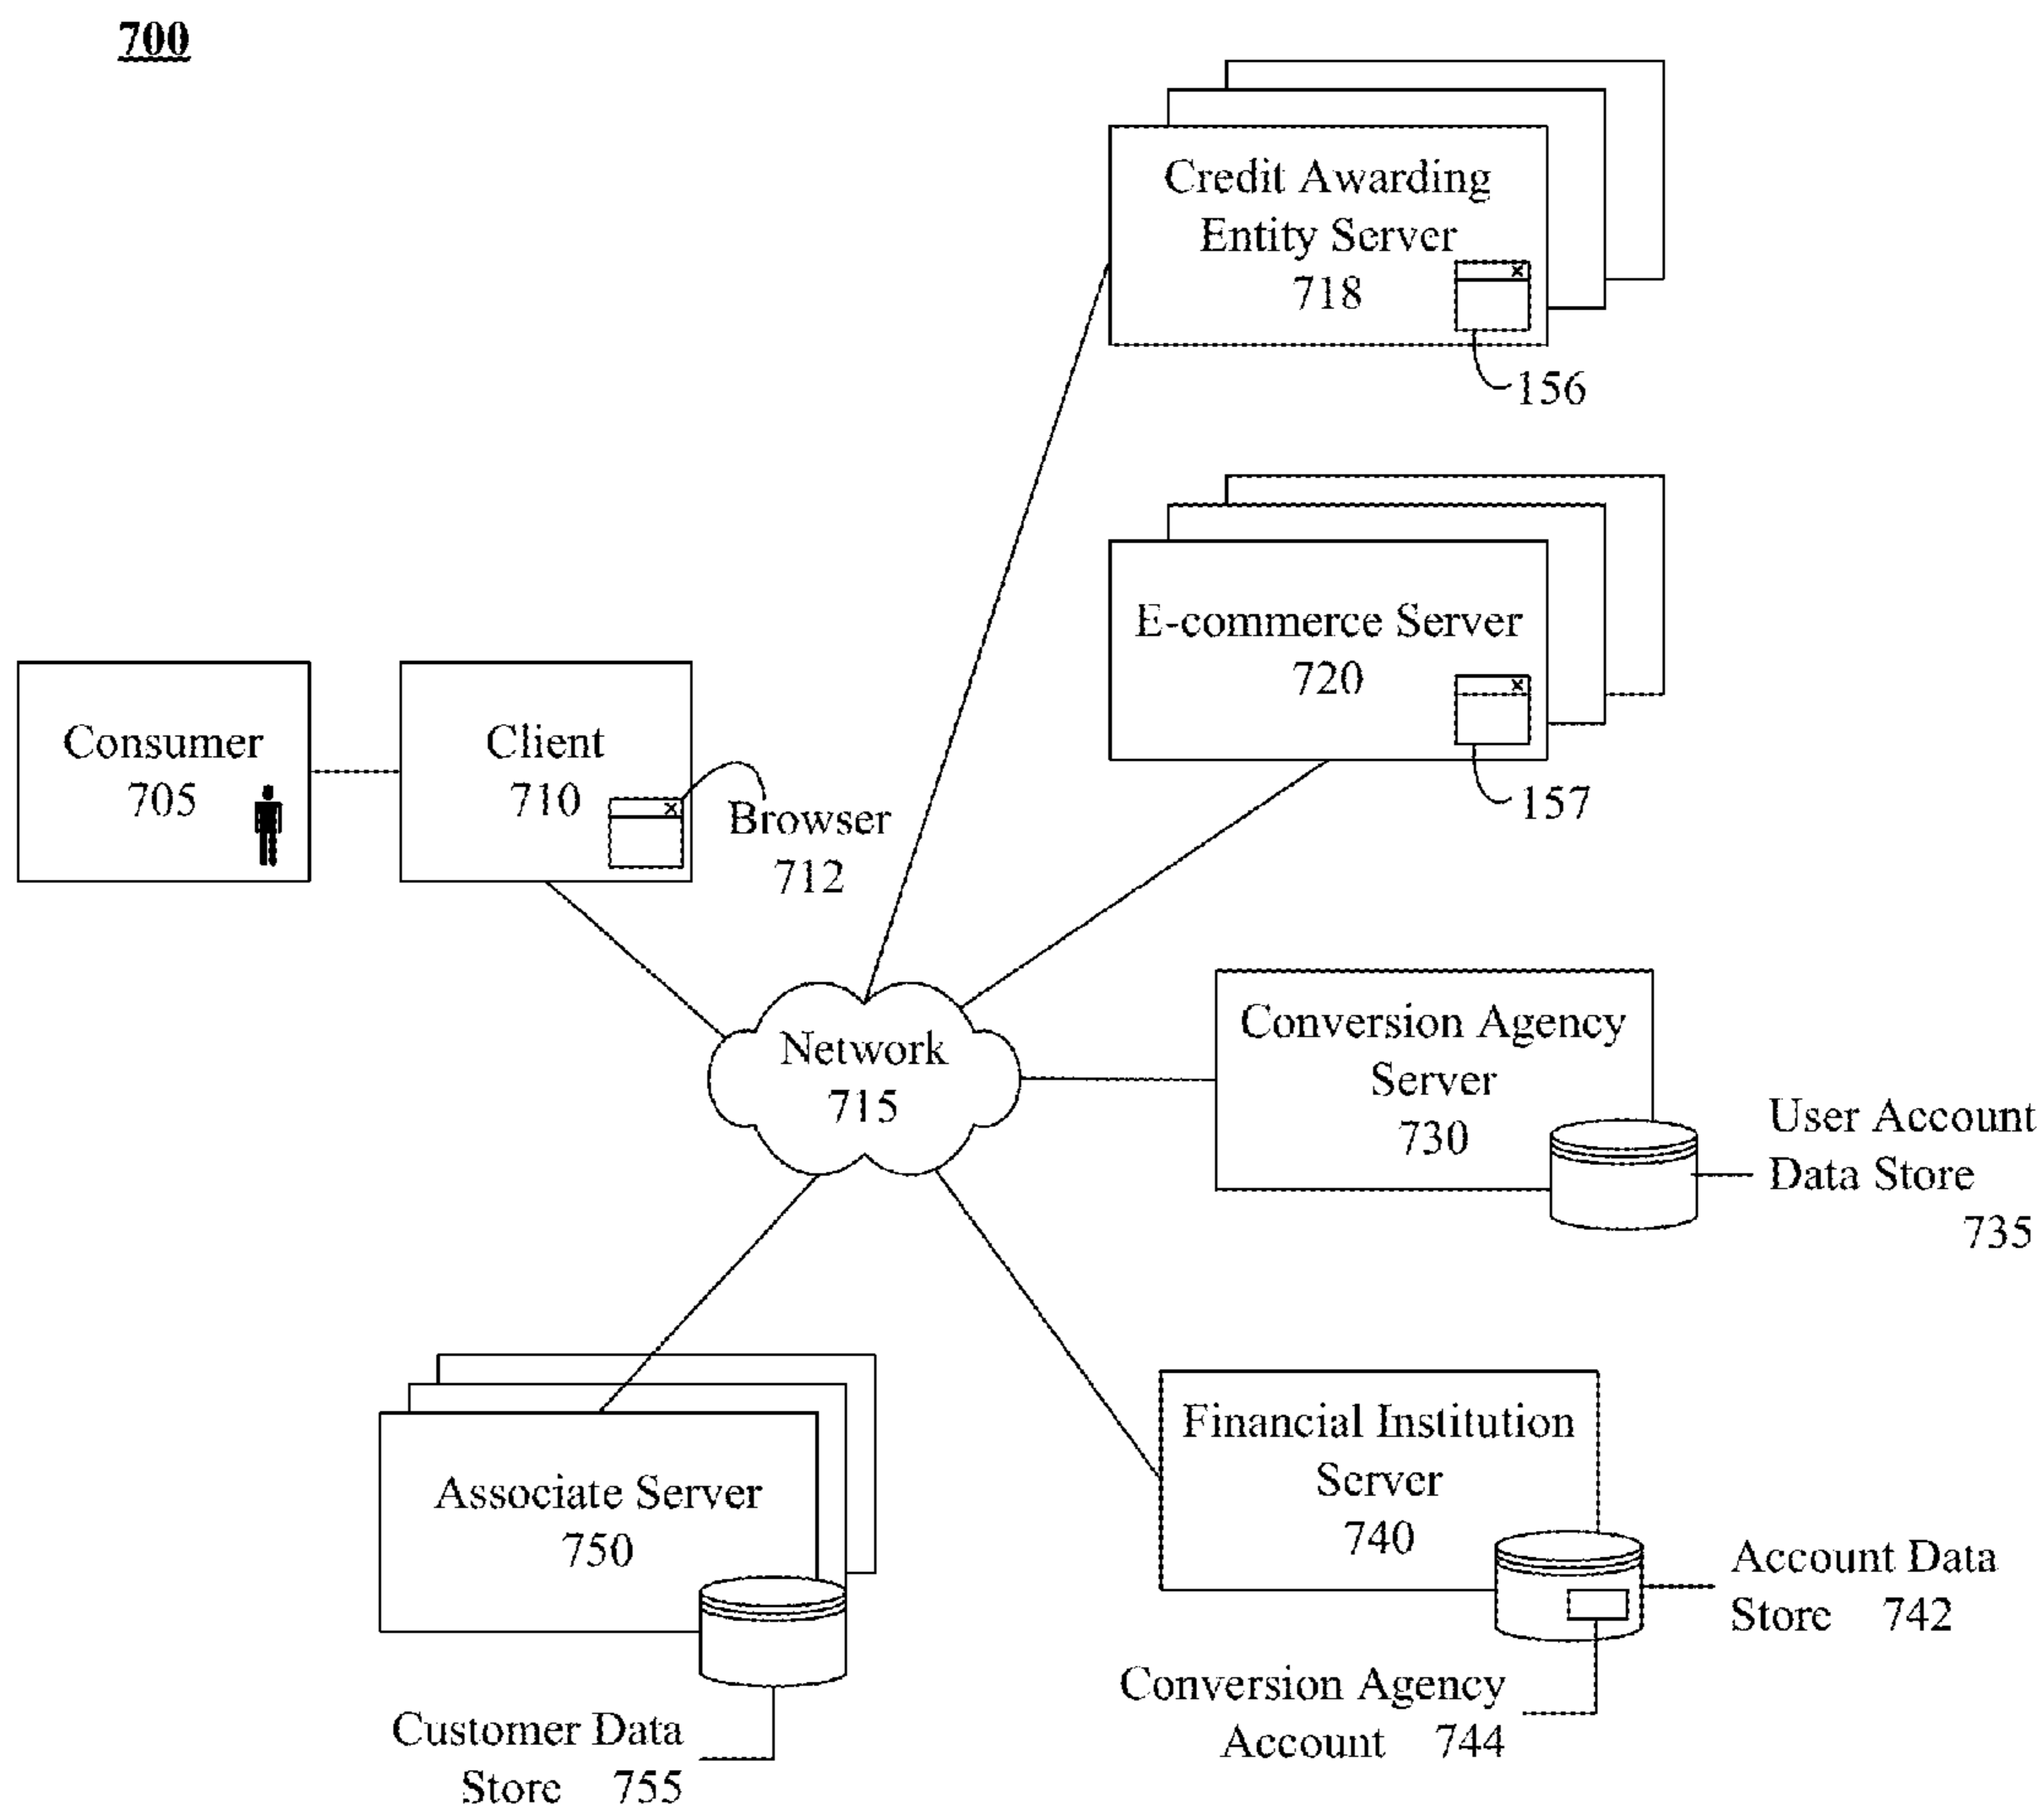 700
Credit Awarding
Entity Server
718
156
E-commerce Server
720
157
Consumer
705
Client
710
Browser
712
Network
715
Conversion Agency
Server
730
User Account
Data Store
735
Associate Server
750
Customer Data
Store 755
Financial Institution
Server
740
Account Data
Store 742
Conversion Agency
Account 744